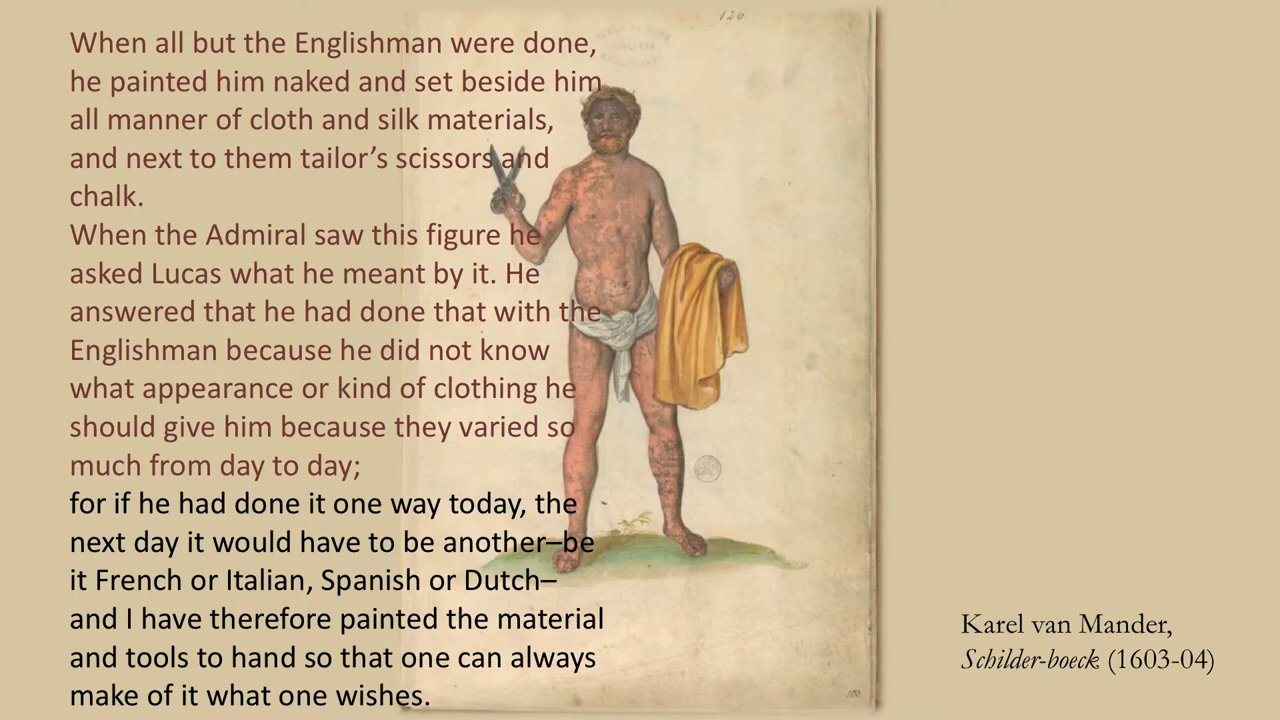 126.
When all but the Englishman were done,
he painted him naked and set beside him
all manner of cloth and silk materials,
and next to them tailor’s scissors and
chalk.
When the Admiral saw this figure he
asked Lucas what he meant by it. He
answered that he had done that with the
Englishman because he did not know
what appearance or kind of clothing he
should give him because they varied so
much from day to day;
for if he had done it one way today, the
next day it would have to be another–be
it French or Italian, Spanish or Dutch–
and I have therefore painted the material
and tools to hand so that one can always
make of it what one wishes.
Karel van Mander,
Schilder-boeck (1603-04)
100